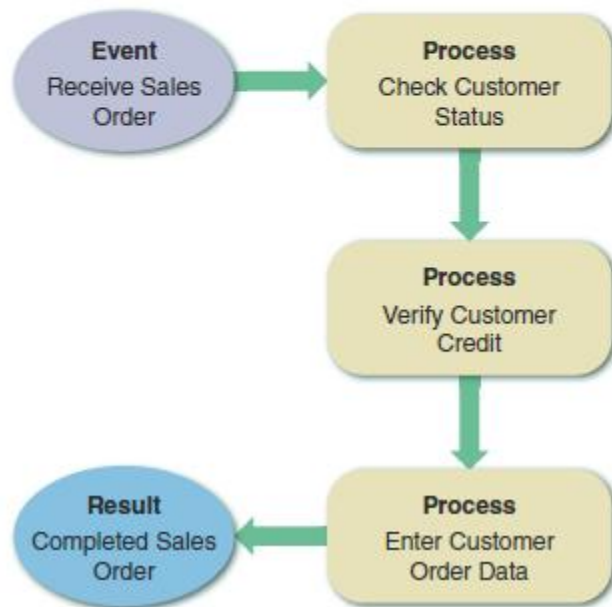 Event
Receive Sales
Order
Process
Check Customer
Status
Process
Verify Customer
Credit
Process
Enter Customer
Order Data
Result
Completed Sales
Order